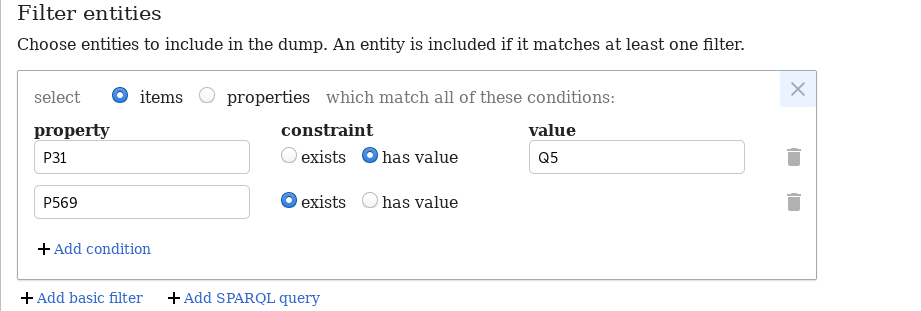 Filter entities
Choose entities to include in the dump. An entity is included if it matches at least one filter.
select items properties which match all of these conditions:
property constraint value
P31 exists has value Q5
P569 exists has value
Add condition
Add basic filter Add SPARQL query